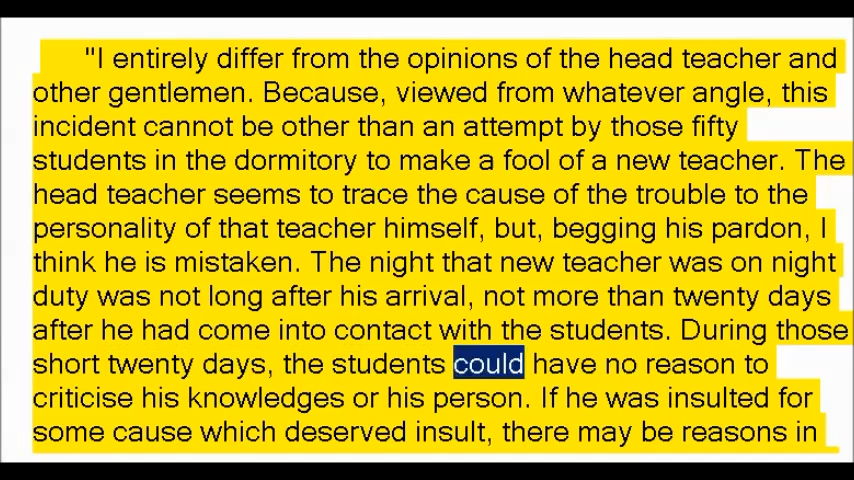 "I entirely differ from the opinions of the head teacher and
other gentlemen. Because, viewed from whatever angle, this
incident cannot be other than an attempt by those fifty
students in the dormitory to make a fool of a new teacher. The
head teacher seems to trace the cause of the trouble to the
personality of that teacher himself, but, begging his pardon, I
think he is mistaken. The night that new teacher was on night
duty was not long after his arrival, not more than twenty days
after he had come into contact with the students. During those
short twenty days, the students could have no reason to
criticise his knowledges or his person. If he was insulted for
some cause which deserved insult, there may be reasons in